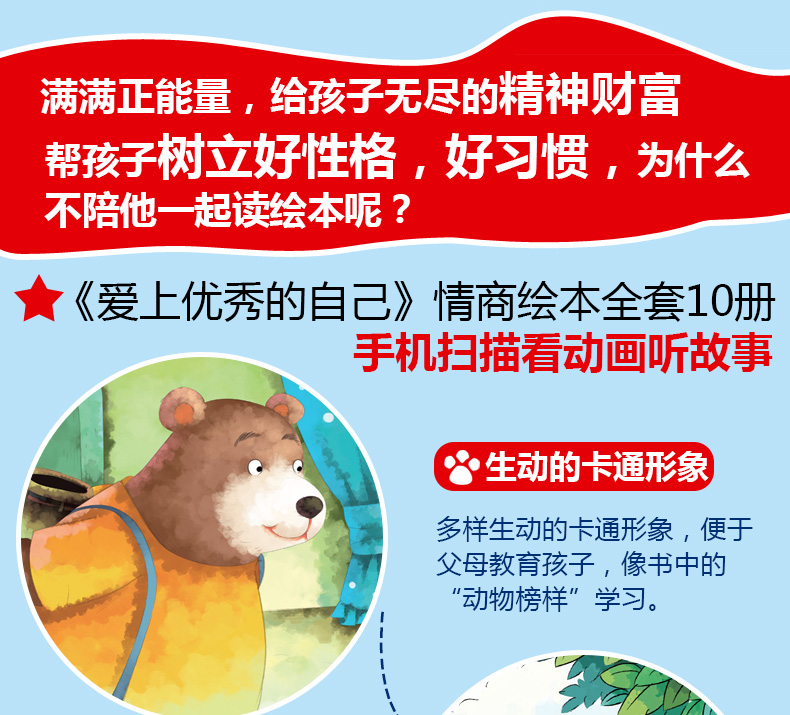 满满正能量，给孩子无尽的精神财富
帮孩子树立好性格，好习惯，为什么
不陪他一起读绘本呢？
《爱上优秀的自己》情商绘本全套10册
手机扫描看动画听故事
生动的卡通形象
多样生动的卡通形象，便于
父母教育孩子，像书中的
“动物榜样”学习。